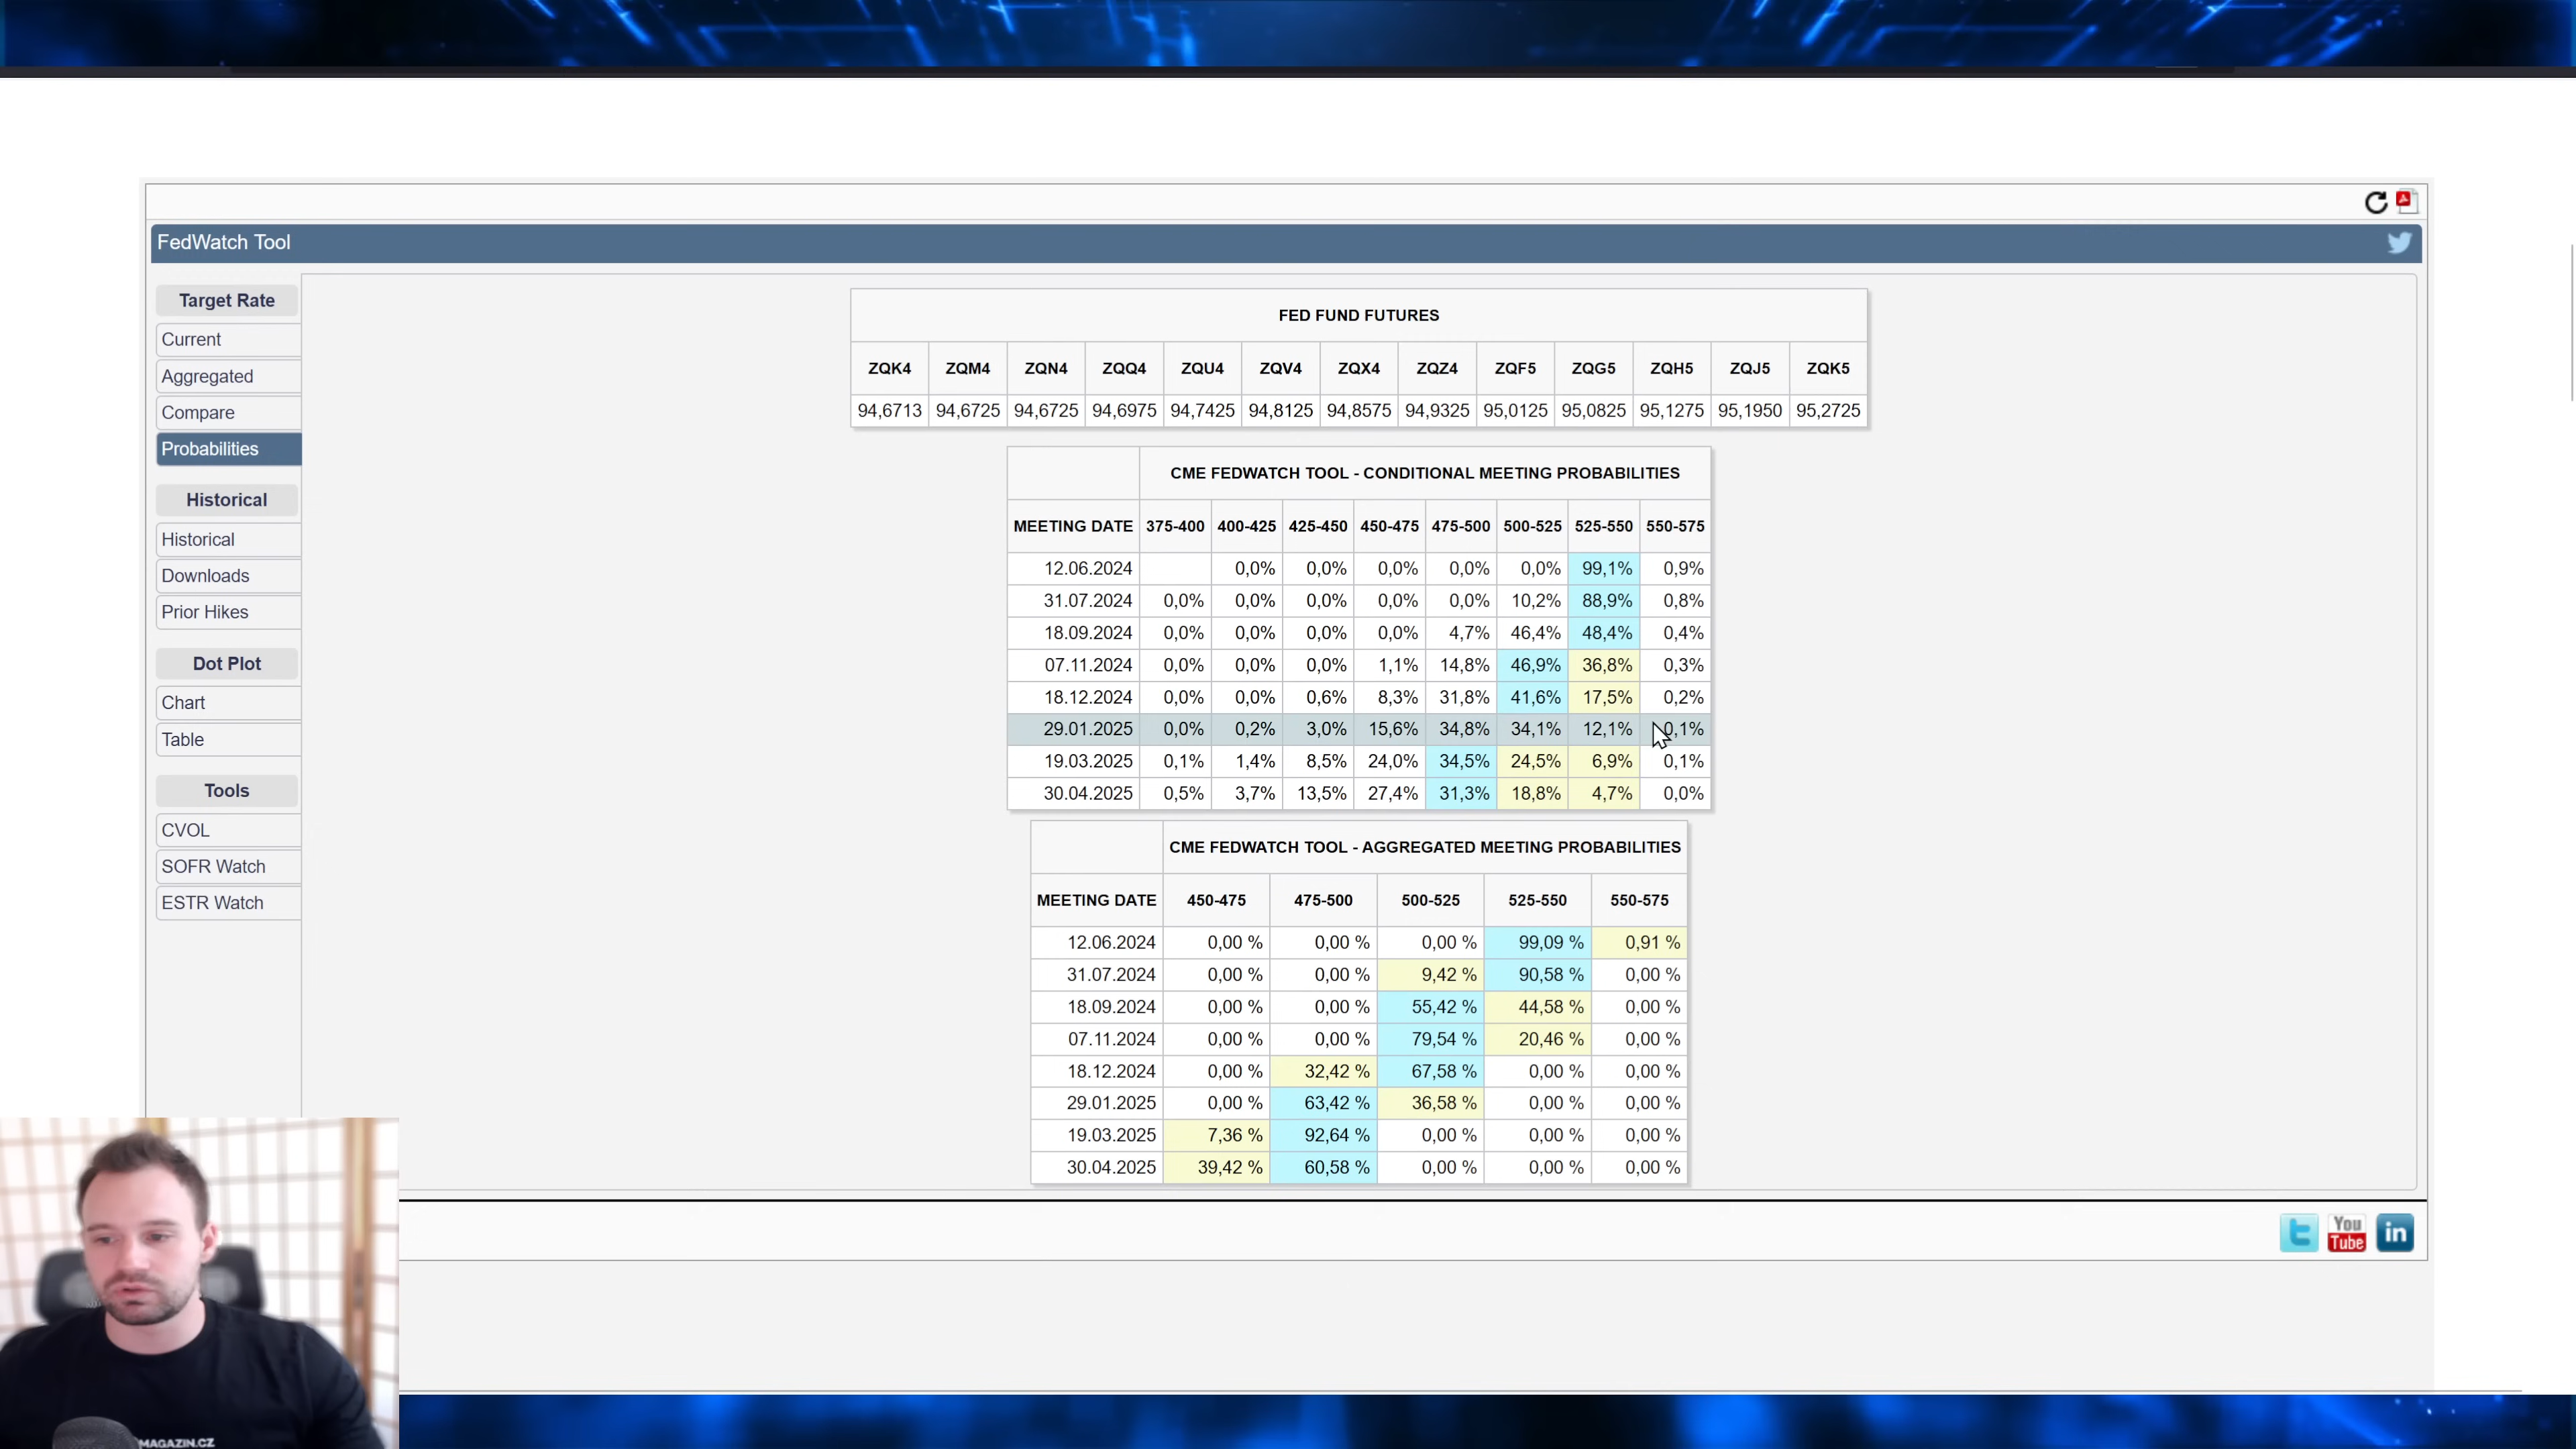 FedWatch Tool
Target Rate
Current
Aggregated
Compare
Probabilities
Historical
Historical
Downloads
Prior Hikes
Dot Plot
Chart
Table
Tools
CVOL
SOFR Watch
ESTR Watch
FED FUND FUTURES
ZQK4 ZQM4 ZQN4 ZQQ4 ZQU4 ZQV4 ZQX4 ZQZ4 ZQF5 ZQG5 ZQH5 ZQJ5 ZQK5
94,6713 94,6725 94,6725 94,6975 94,7425 94,8125 94,8575 94,9325 95,0125 95,0825 95,1275 95,1950 95,2725
CME FEDWATCH TOOL - CONDITIONAL MEETING PROBABILITIES
MEETING DATE 375-400 400-425 425-450 450-475 475-500 500-525 525-550 550-575
12.06.2024 0,0% 0,0% 0,0% 0,0% 0,0% 99,1% 0,9%
31.07.2024 0,0% 0,0% 0,0% 0,0% 0,0% 10,2% 88,9% 0,8%
18.09.2024 0,0% 0,0% 0,0% 0,0% 4,7% 46,4% 48,4% 0,4%
07.11.2024 0,0% 0,0% 0,0% 1,1% 14,8% 46,9% 36,8% 0,3%
18.12.2024 0,0% 0,0% 0,6% 8,3% 31,8% 41,6% 17,5% 0,2%
29.01.2025 0,0% 0,2% 3,0% 15,6% 34,8% 34,1% 12,1% 0,1%
19.03.2025 0,1% 1,4% 8,5% 24,0% 34,5% 24,5% 6,9% 0,1%
30.04.2025 0,5% 3,7% 13,5% 27,4% 31,3% 18,8% 4,7% 0,0%
CME FEDWATCH TOOL - AGGREGATED MEETING PROBABILITIES
MEETING DATE 450-475 475-500 500-525 525-550 550-575
12.06.2024 0,00 % 0,00 % 0,00 % 99,09 % 0,91 %
31.07.2024 0,00 % 0,00 % 9,42 % 90,58 % 0,00 %
18.09.2024 0,00 % 0,00 % 55,42 % 44,58 % 0,00 %
07.11.2024 0,00 % 0,00 % 79,54 % 20,46 % 0,00 %
18.12.2024 0,00 % 32,42 % 67,58 % 0,00 % 0,00 %
29.01.2025 0,00 % 63,42 % 36,58 % 0,00 % 0,00 %
19.03.2025 7,36 % 92,64 % 0,00 % 0,00 % 0,00 %
30.04.2025 39,42 % 60,58 % 0,00 % 0,00 % 0,00 %
You
Tube
in
MAGAZIN.CZ